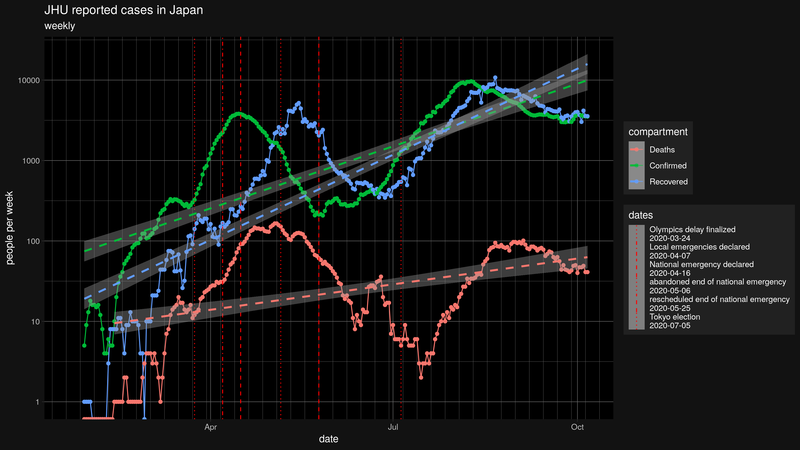 JHU reported cases in Japan
weekly
people per week
10000
1000
100
10
1
Apr
Jul
Oct
date
compartment
Deaths
Confirmed
Recovered
dates
Olympics delay finalized
2020-03-24
Local emergencies declared
2020-04-07
National emergency declared
2020-04-16
abandoned end of national emergency
2020-05-06
rescheduled end of national emergency
2020-05-25
Tokyo election
2020-07-05